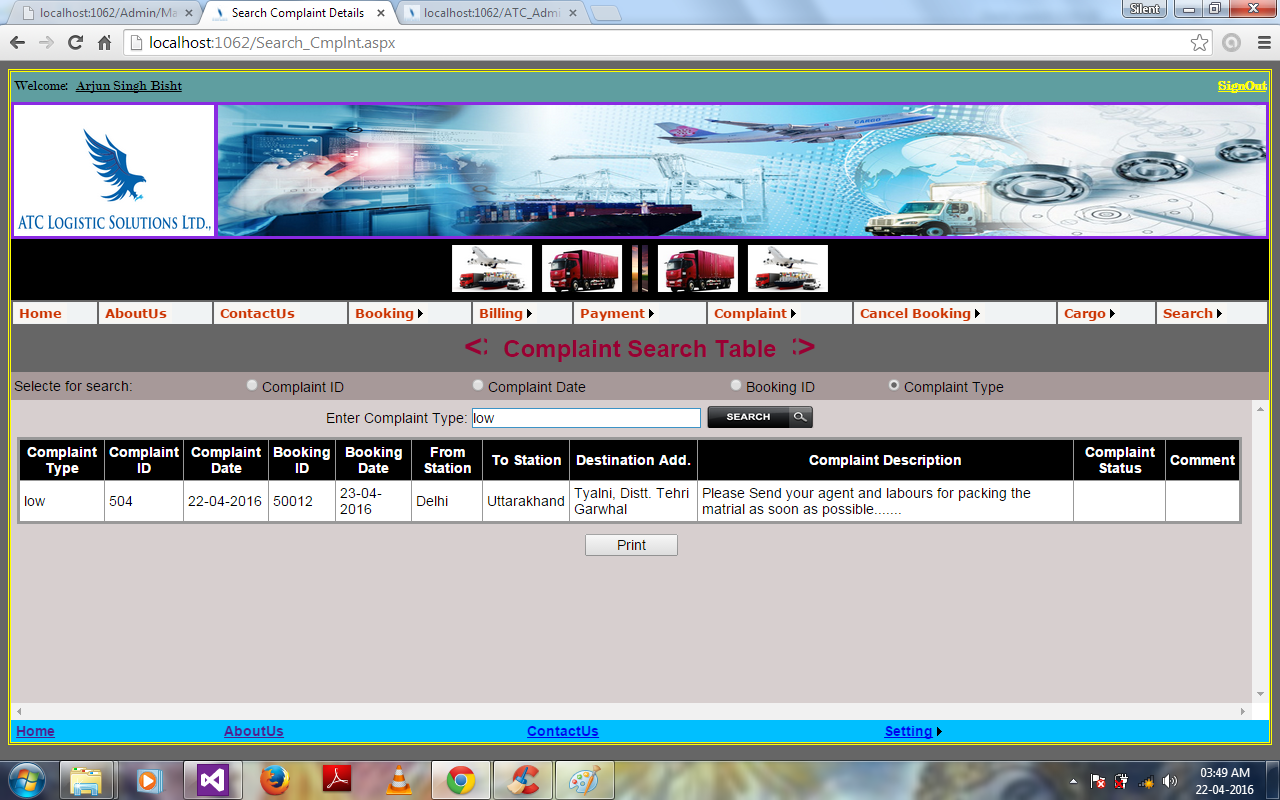 localhost:1062/Admin/Ma
Search Complaint Details
localhost:1062/ATC_Admi
Silent
localhost:1062/Search_Cmplnt.aspx
Welcome: Arjun Singh Bisht
SignOut
CARGO
ATC LOGISTIC SOLUTIONS LTD.,
Home AboutUs ContactUs Booking Billing Payment Complaint Cancel Booking Cargo Search
<: Complaint Search Table :>
Selecte for search: Complaint ID Complaint Date Booking ID Complaint Type
Enter Complaint Type: low SEARCH
Complaint Type Complaint ID Complaint Date Booking ID Booking Date From Station To Station Destination Add. Complaint Description Complaint Status Comment
low 504 22-04-2016 50012 23-04-2016 Delhi Uttarakhand Tyalni, Distt. Tehri Garwhal Please Send your agent and labours for packing the matrial as soon as possible.......
Print
Home AboutUs ContactUs Setting
03:49 AM
22-04-2016